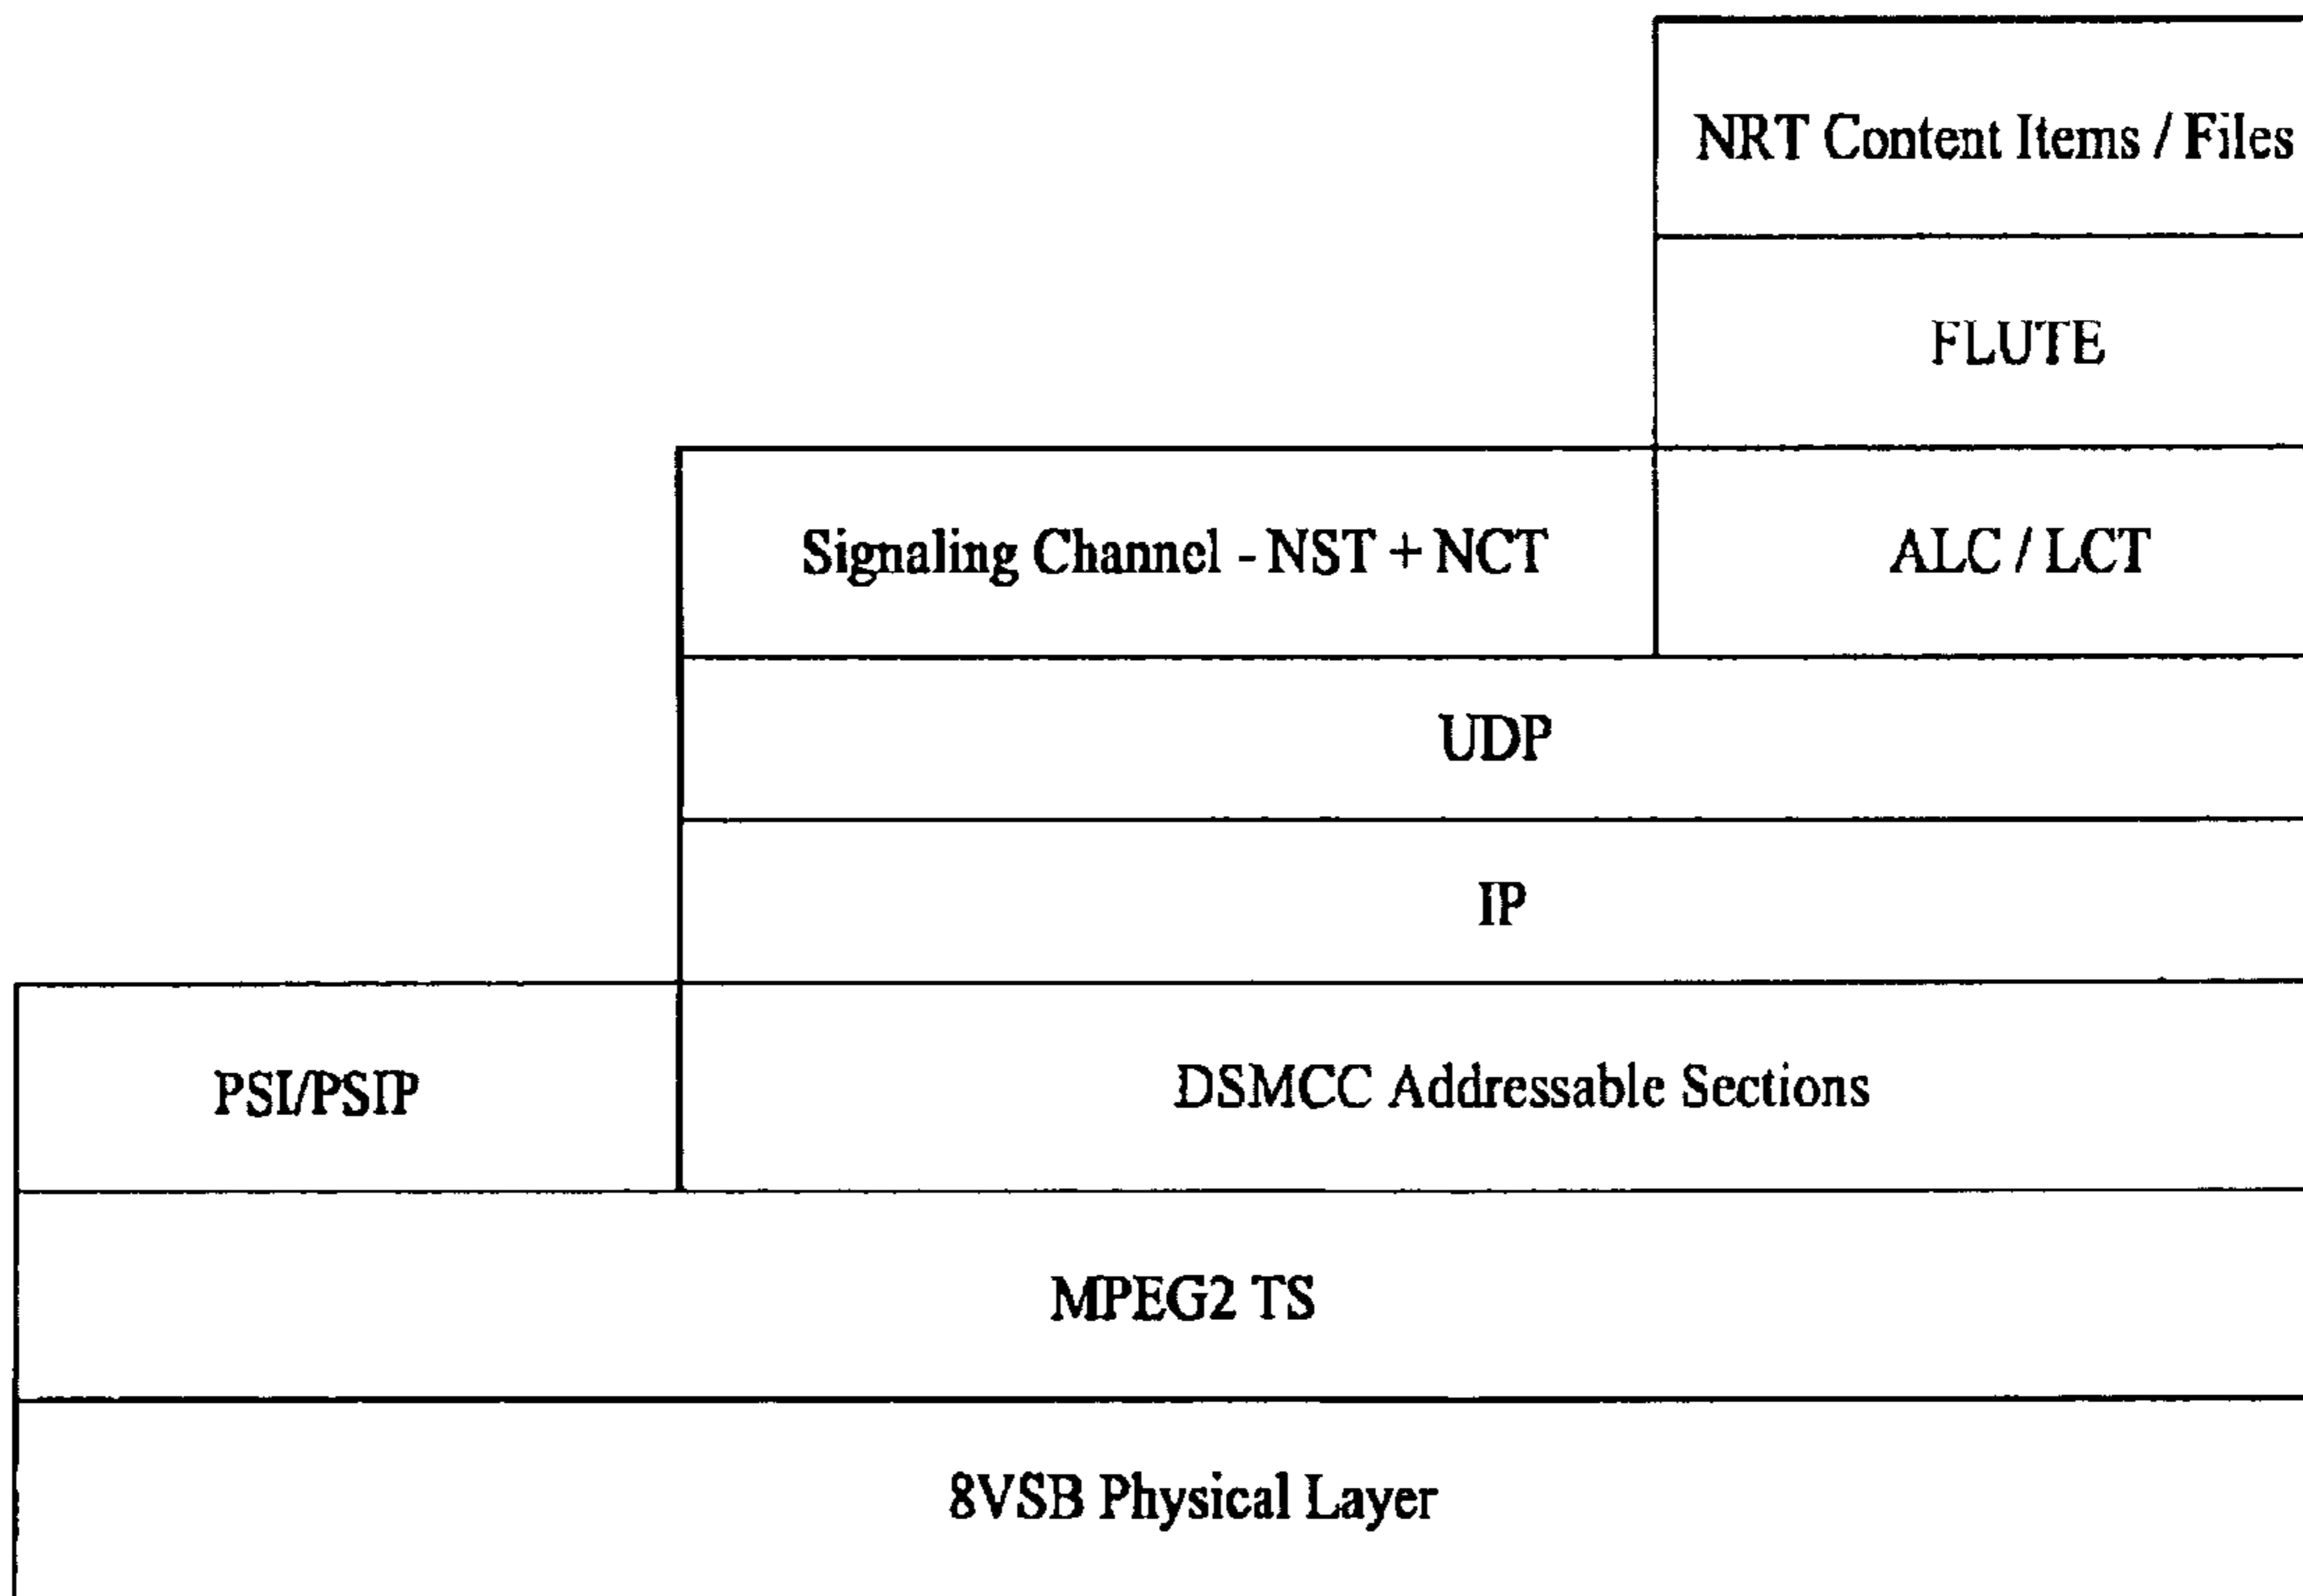 NRT Content Items / Files
FLUTE
Signaling Channel - NST + NCT
ALC / LCT
UDP
IP
PSI/PSIP
DSMCC Addressable Sections
MPEG2 TS
8VSB Physical Layer